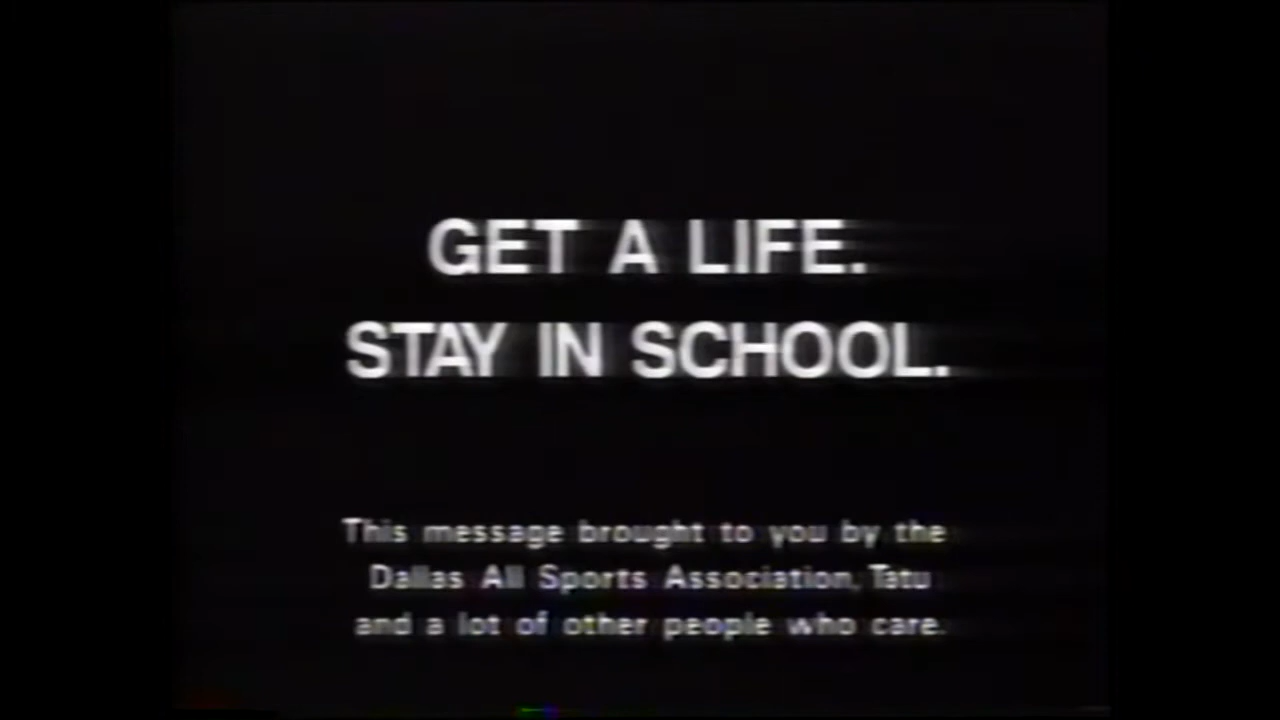 GET A LIFE.
STAY IN SCHOOL.
This message brought to you by the
Dallas All Sports Association, Tatu
and a lot of other people who care.